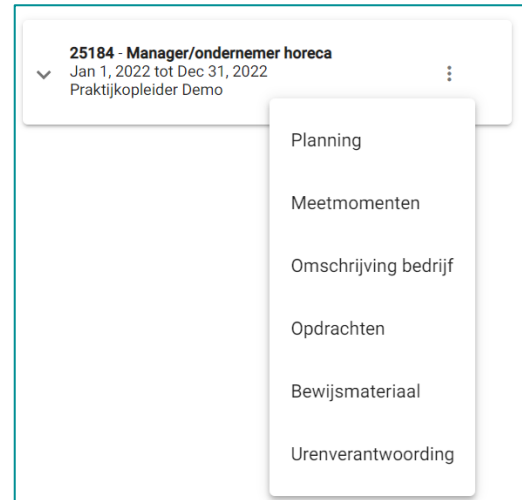 25184 - Manager/ondernemer horeca
Jan 1, 2022 tot Dec 31, 2022
Praktijkopleider Demo
Planning
Meetmomenten
Omschrijving bedrijf
Opdrachten
Bewijsmateriaal
Urenverantwoording